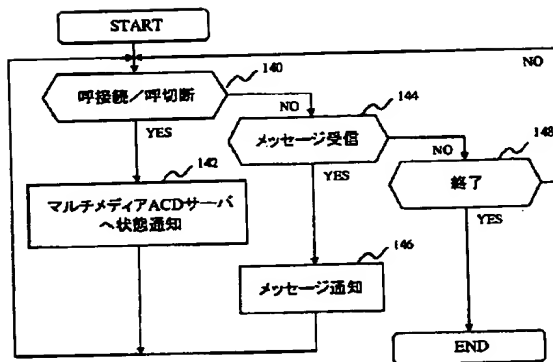 START
NO
140
呼接続／呼切断
NO
144
YES
メッセージ受信
NO
148
142
YES
終了
マルチメディアACDサーバ
へ状態通知
YES
146
メッセージ通知
END